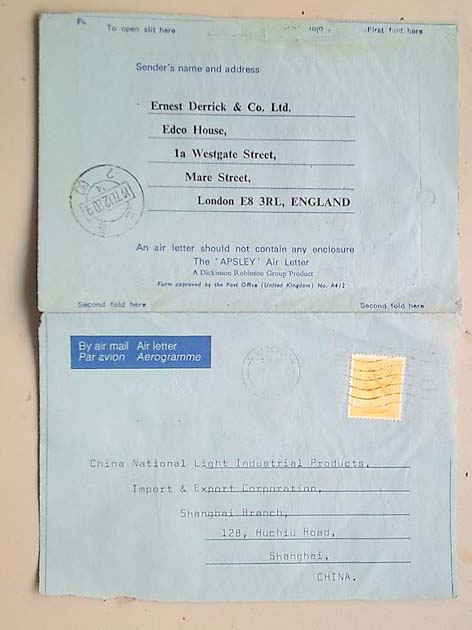 To open slit here
First fold here
Sender's name and address
Ernest Derrick & Co. Ltd.
Edco House,
1a Westgate Street,
Mare Street,
London E8 3RL, ENGLAND
An air letter should not contain any enclosure
The 'APSLEY' Air Letter
A Dickinson Robinson Group Product
Form approved by the Post Office (United Kingdom) No. A4/2
Second fold here Second fold here
By air mail Air letter
Par avion Aerogramme
China National Light Industrial Products,
Import & Export Corporation,
Shanghai Branch,
128, Huchiu Road,
Shanghai,
CHINA.